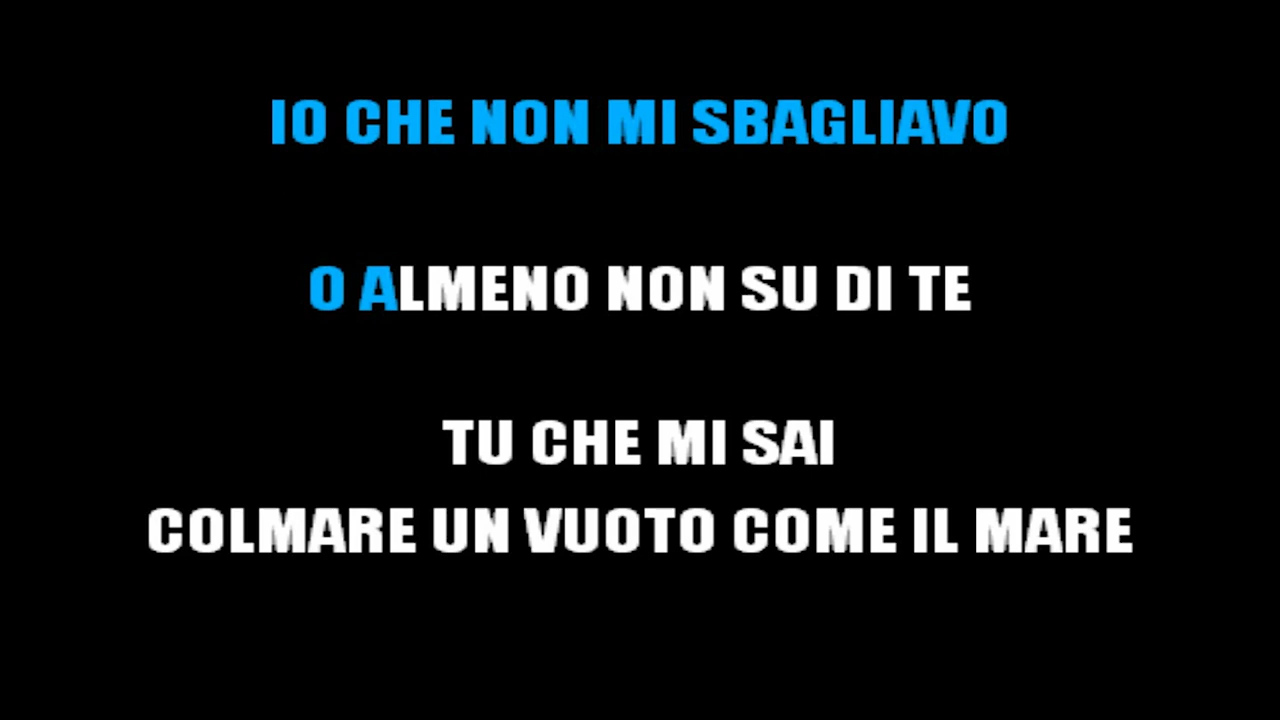 IO CHE NON MI SBAGLIAVO
O ALMENO NON SU DI TE
TU CHE MI SAI
COLMARE UN VUOTO COME IL MARE